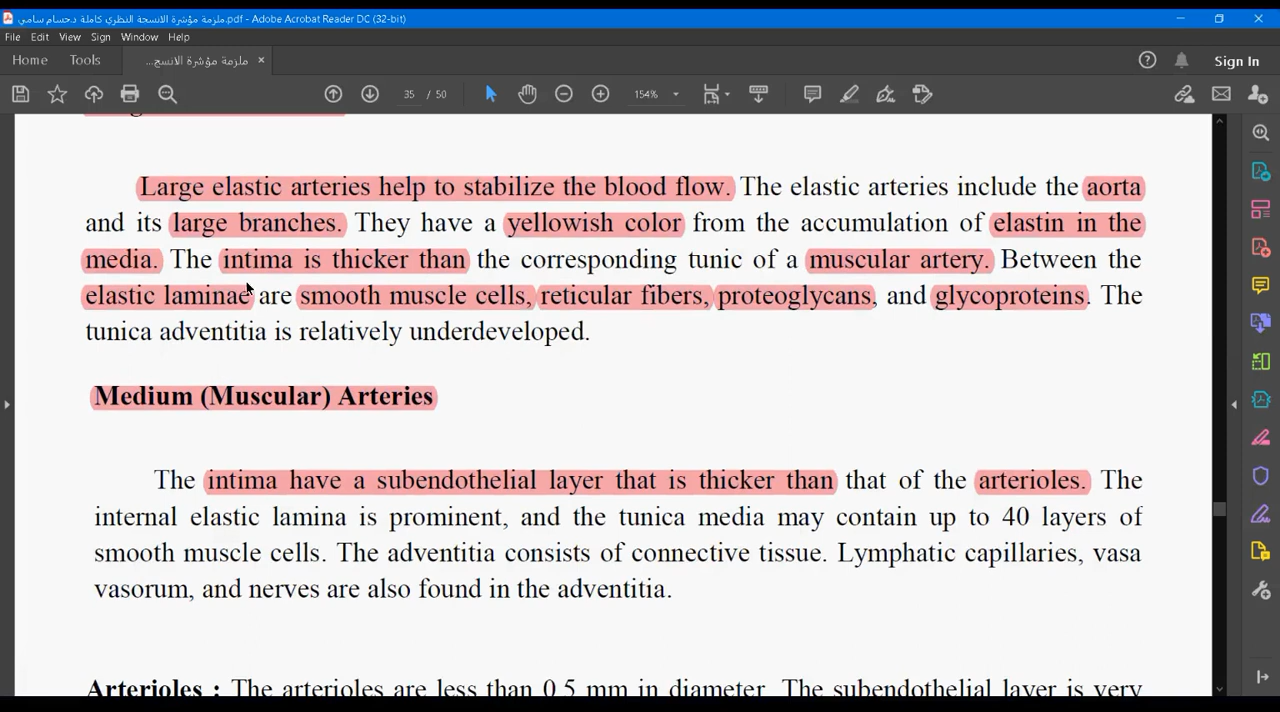 ملزمة مؤشرة الانسجة النظري كاملة د.حسام سامي.pdf - Adobe Acrobat Reader DC (32-bit)
File Edit View Sign Window Help
Home Tools ملزمة مؤشرة الانسج... × Sign In
35 / 50 154%
Large elastic arteries help to stabilize the blood flow. The elastic arteries include the aorta
and its large branches. They have a yellowish color from the accumulation of elastin in the
media. The intima is thicker than the corresponding tunic of a muscular artery. Between the
elastic laminae are smooth muscle cells, reticular fibers, proteoglycans, and glycoproteins. The
tunica adventitia is relatively underdeveloped.
Medium (Muscular) Arteries
The intima have a subendothelial layer that is thicker than that of the arterioles. The
internal elastic lamina is prominent, and the tunica media may contain up to 40 layers of
smooth muscle cells. The adventitia consists of connective tissue. Lymphatic capillaries, vasa
vasorum, and nerves are also found in the adventitia.
Arterioles : The arterioles are less than 0.5 mm in diameter. The subendothelial layer is very